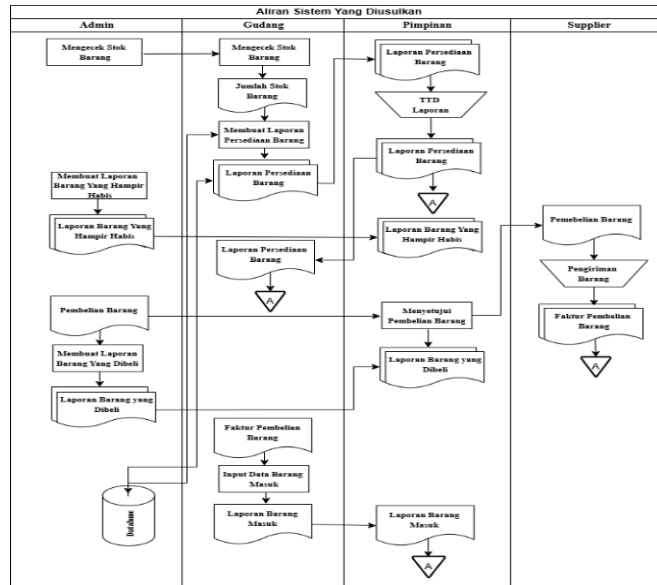 Aliran Sistem Yang Diusulkan
Admin
Gudang
Pimpinan
Supplier
Mengecek Stok
Barang
Mengecek Stok
Barang
Jumlah Stok
Barang
Membuat Laporan
Persediaan Barang
Laporan Persediaan
Barang
Laporan Persediaan
Barang
TTD
Laporan
Laporan Persediaan
Barang
A
Membuat Laporan
Barang Yang Hampir
Habis
Laporan Barang Yang
Hampir Habis
Laporan Barang Yang
Hampir Habis
Laporan Persediaan
Barang
A
Pemebelian Barang
Pengiriman
Barang
Faktur Pembelian
Barang
A
Pembelian Barang
Menyetujui
Pembelian Barang
Membuat Laporan
Barang Yang Dibeli
Laporan Barang yang
Dibeli
Laporan Barang yang
Dibeli
Faktur Pembelian
Barang
Input Data Barang
Masuk
Laporan Barang
Masuk
Laporan Barang
Masuk
A
Database